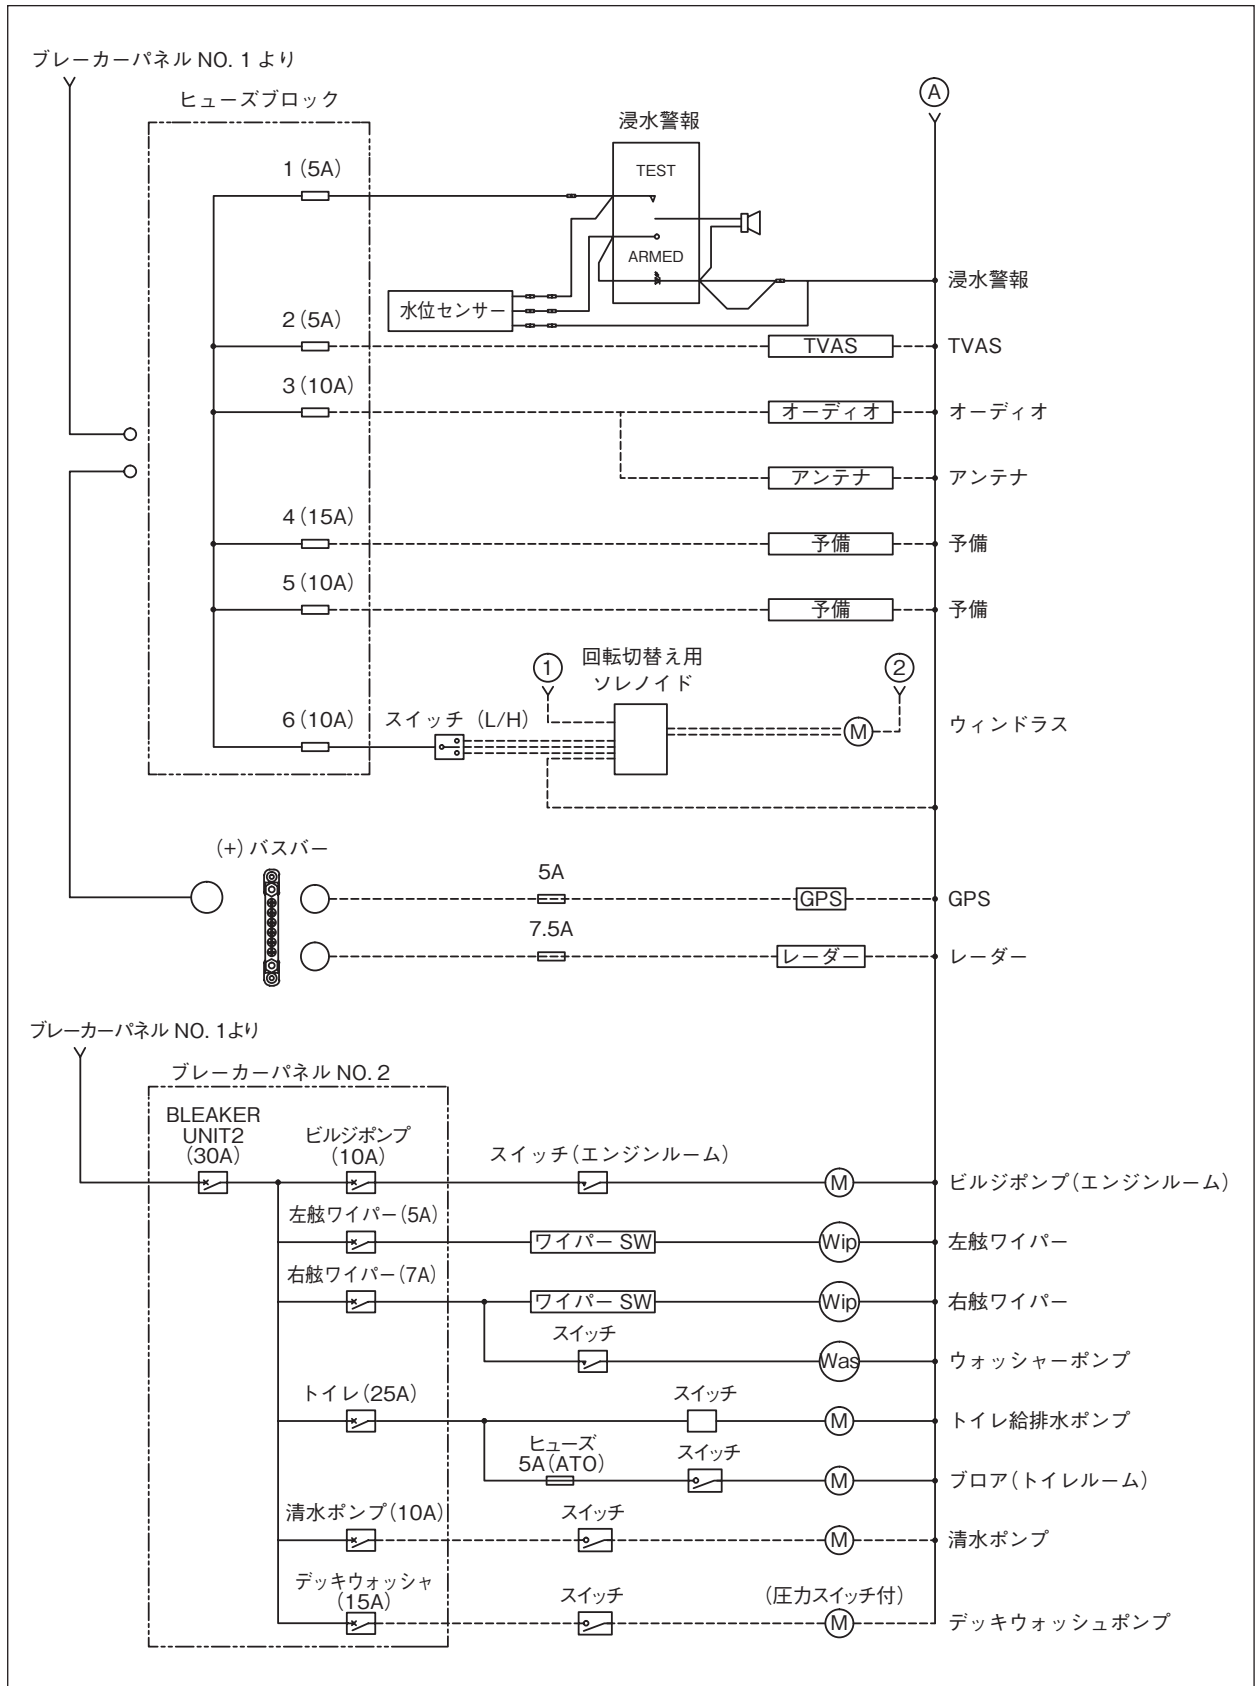 ブレーカーパネル NO. 1 より
ヒューズブロック
A
浸水警報
1 (5A)
TEST
ARMED
浸水警報
水位センサー
2 (5A)
TVAS
TVAS
3 (10A)
オーディオ
オーディオ
アンテナ
アンテナ
4 (15A)
予備
予備
5 (10A)
予備
予備
1
回転切替え用
ソレノイド
2
6 (10A)
スイッチ (L/H)
M
ウィンドラス
(+) バスバー
5A
GPS
GPS
7.5A
レーダー
レーダー
ブレーカーパネル NO. 1より
ブレーカーパネル NO. 2
BLEAKER
UNIT2
(30A)
ビルジポンプ
(10A)
スイッチ(エンジンルーム)
M
ビルジポンプ(エンジンルーム)
左舷ワイパー(5A)
ワイパー SW
Wip
左舷ワイパー
右舷ワイパー(7A)
ワイパー SW
Wip
右舷ワイパー
スイッチ
Was
ウォッシャーポンプ
トイレ(25A)
スイッチ
M
トイレ給排水ポンプ
ヒューズ
5A(ATO)
スイッチ
M
ブロア(トイレルーム)
清水ポンプ(10A)
スイッチ
M
清水ポンプ
デッキウォッシャ
(15A)
スイッチ
(圧力スイッチ付)
M
デッキウォッシュポンプ